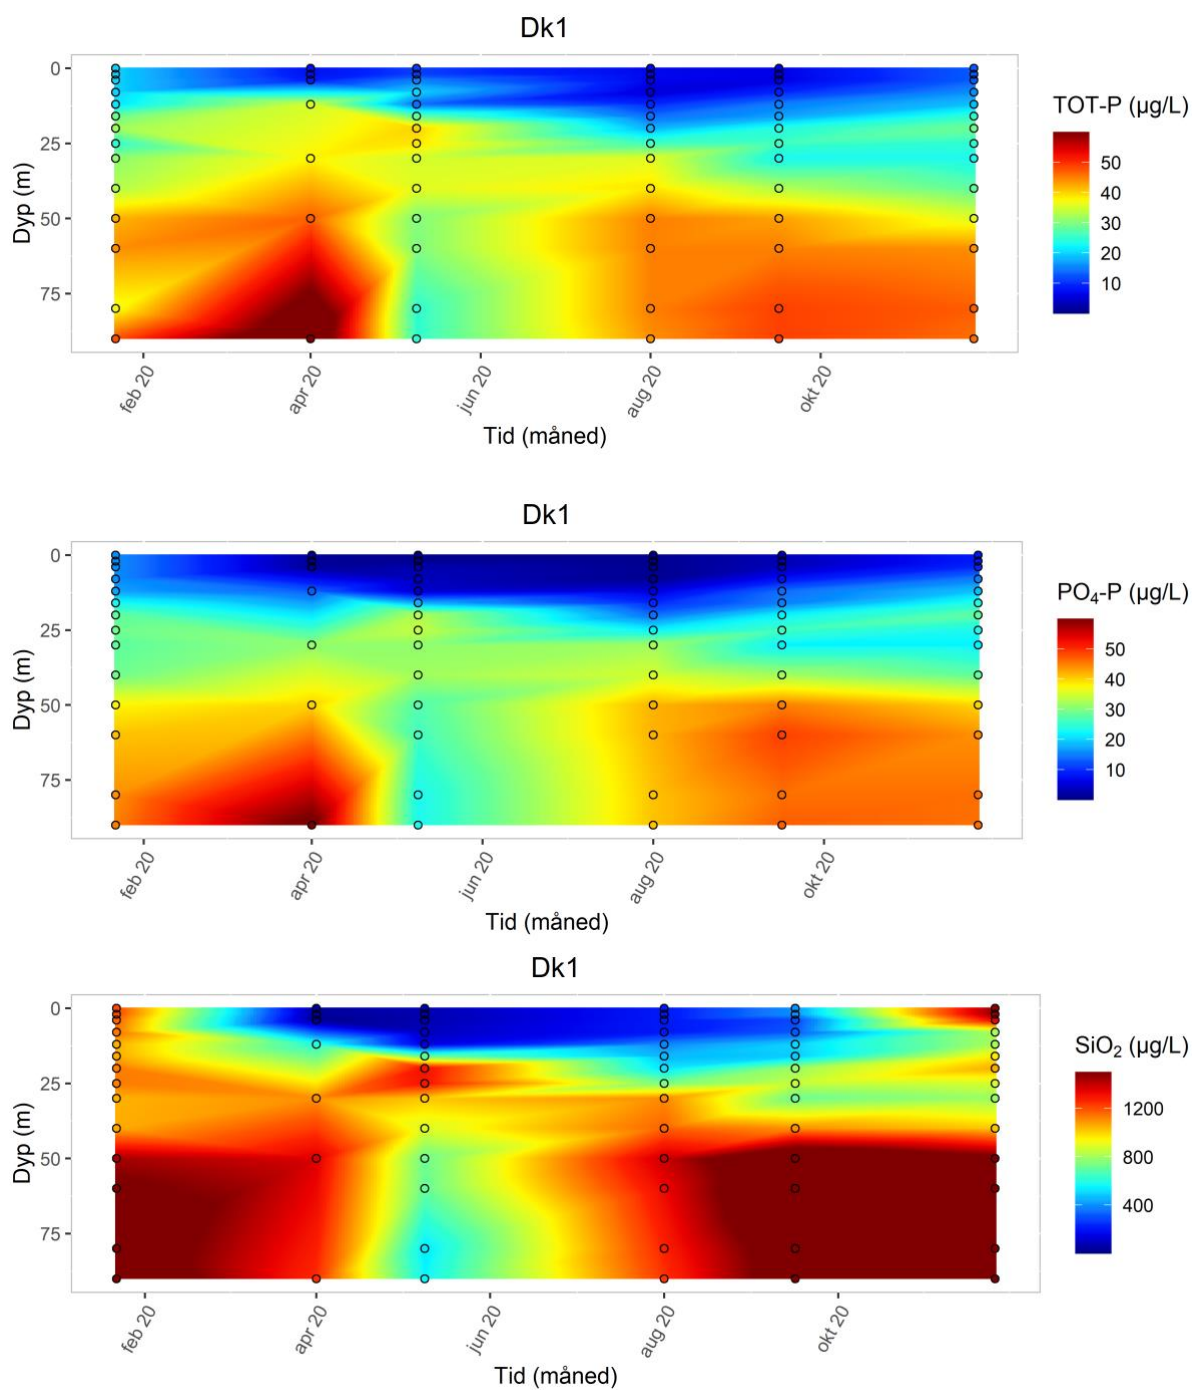 Dk1
TOT-P (µg/L)
0
25
50
75
Dyp (m)
50
40
30
20
10
feb 20
apr 20
jun 20
aug 20
okt 20
Tid (måned)
Dk1
PO₄-P (µg/L)
0
25
50
75
Dyp (m)
50
40
30
20
10
feb 20
apr 20
jun 20
aug 20
okt 20
Tid (måned)
Dk1
SiO₂ (µg/L)
0
25
50
75
Dyp (m)
1200
800
400
feb 20
apr 20
jun 20
aug 20
okt 20
Tid (måned)